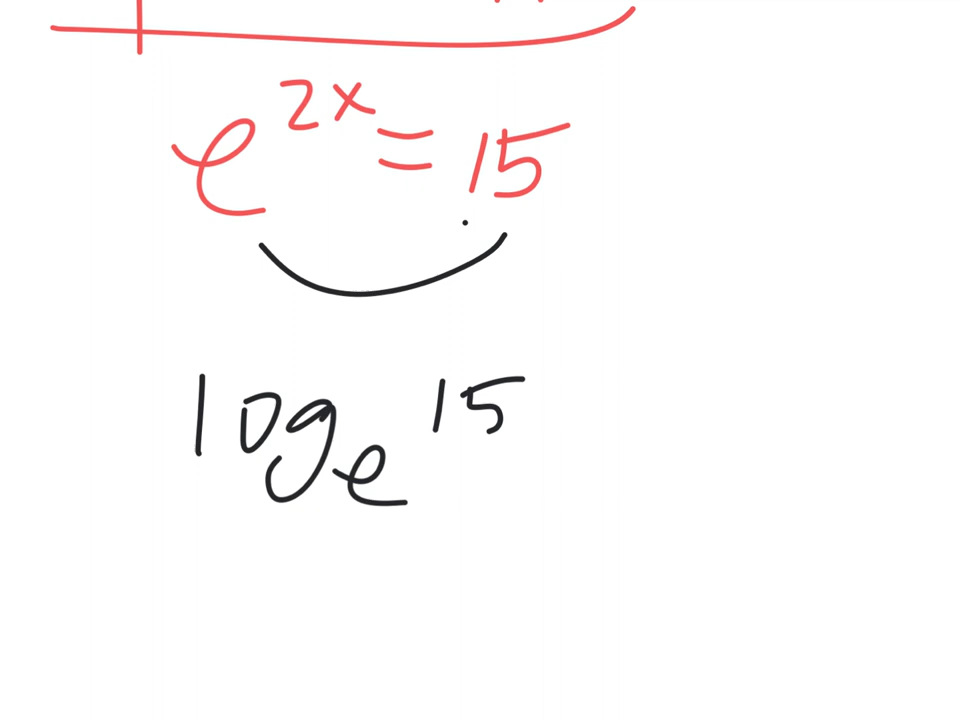 e^{2x} = 15
log_e 15